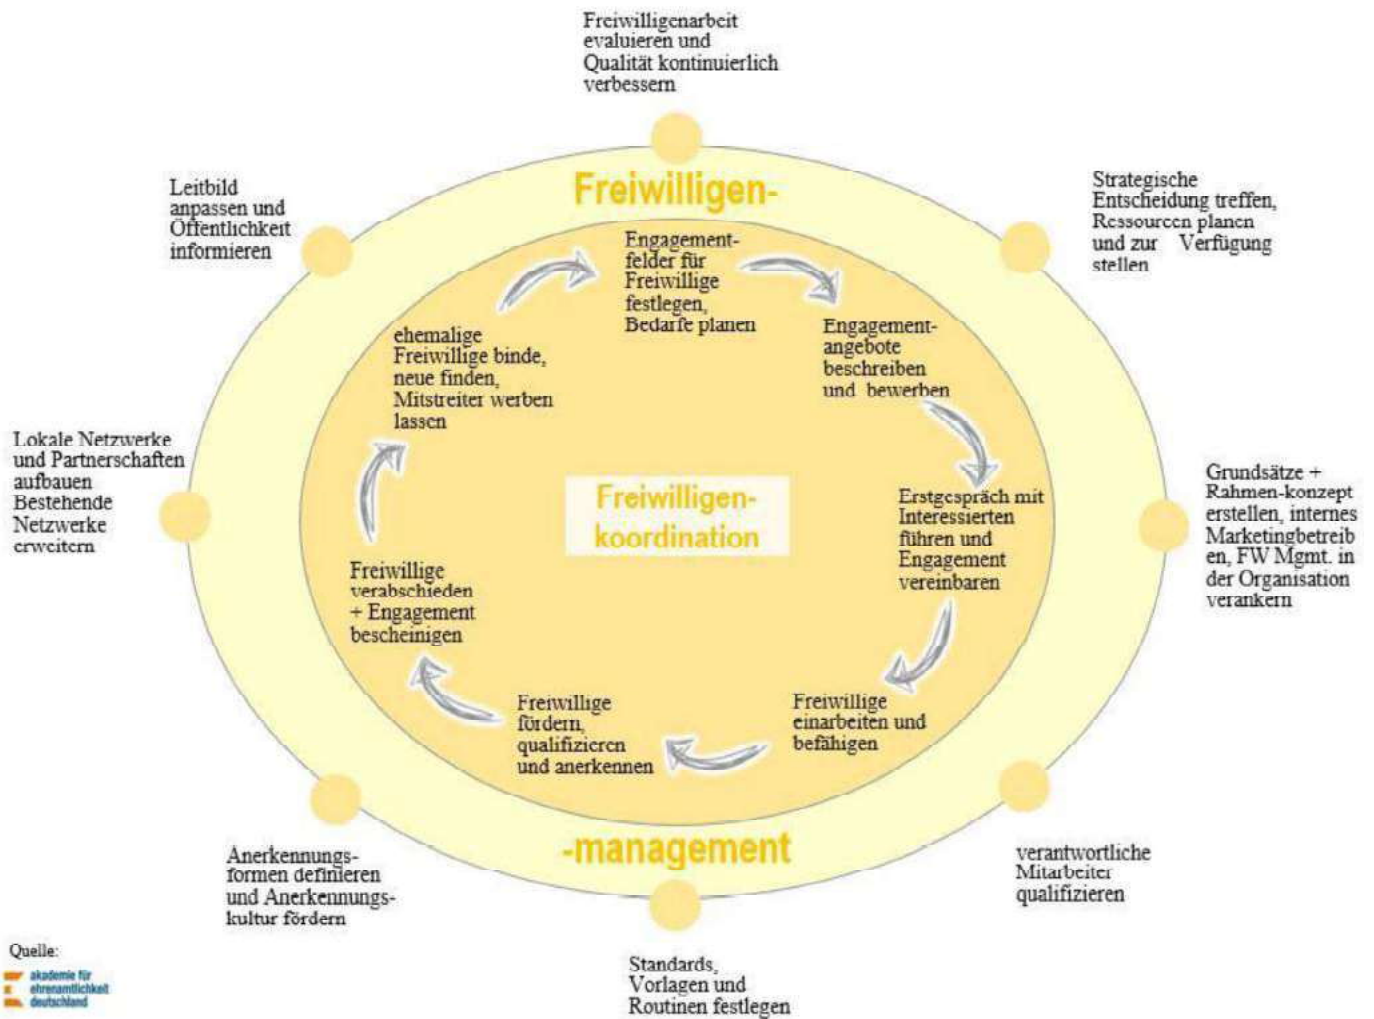 Freiwilligenarbeit
evaluieren und
Qualität kontinuierlich
verbessern
Strategische
Entscheidung treffen,
Ressourcen planen
und zur Verfügung
stellen
Grundsätze +
Rahmen-konzept
erstellen, internes
Marketingbetreib
en, FW Mgmt. in
der Organisation
verankern
verantwortliche
Mitarbeiter
qualifizieren
Standards,
Vorlagen und
Routinen festlegen
Anerkennungs-
formen definieren
und Anerkennungs-
kultur fördern
Lokale Netzwerke
und Partnerschaften
aufbauen
Bestehende
Netzwerke
erweitern
Leitbild
anpassen und
Öffentlichkeit
informieren
Freiwilligen-
-management
Engagement-
felder für
Freiwillige
festlegen,
Bedarfe planen
Engagement-
angebote
beschreiben
und bewerben
Erstgespräch mit
Interessierten
führen und
Engagement
vereinbaren
Freiwillige
einarbeiten und
befähigen
Freiwillige
fördern,
qualifizieren
und anerkennen
Freiwillige
verabschieden
+ Engagement
bescheinigen
ehemalige
Freiwillige binde,
neue finden,
Mitstreiter werben
lassen
Freiwilligen-
koordination
Quelle:
akademie für
ehrenamtlichkeit
deutschland